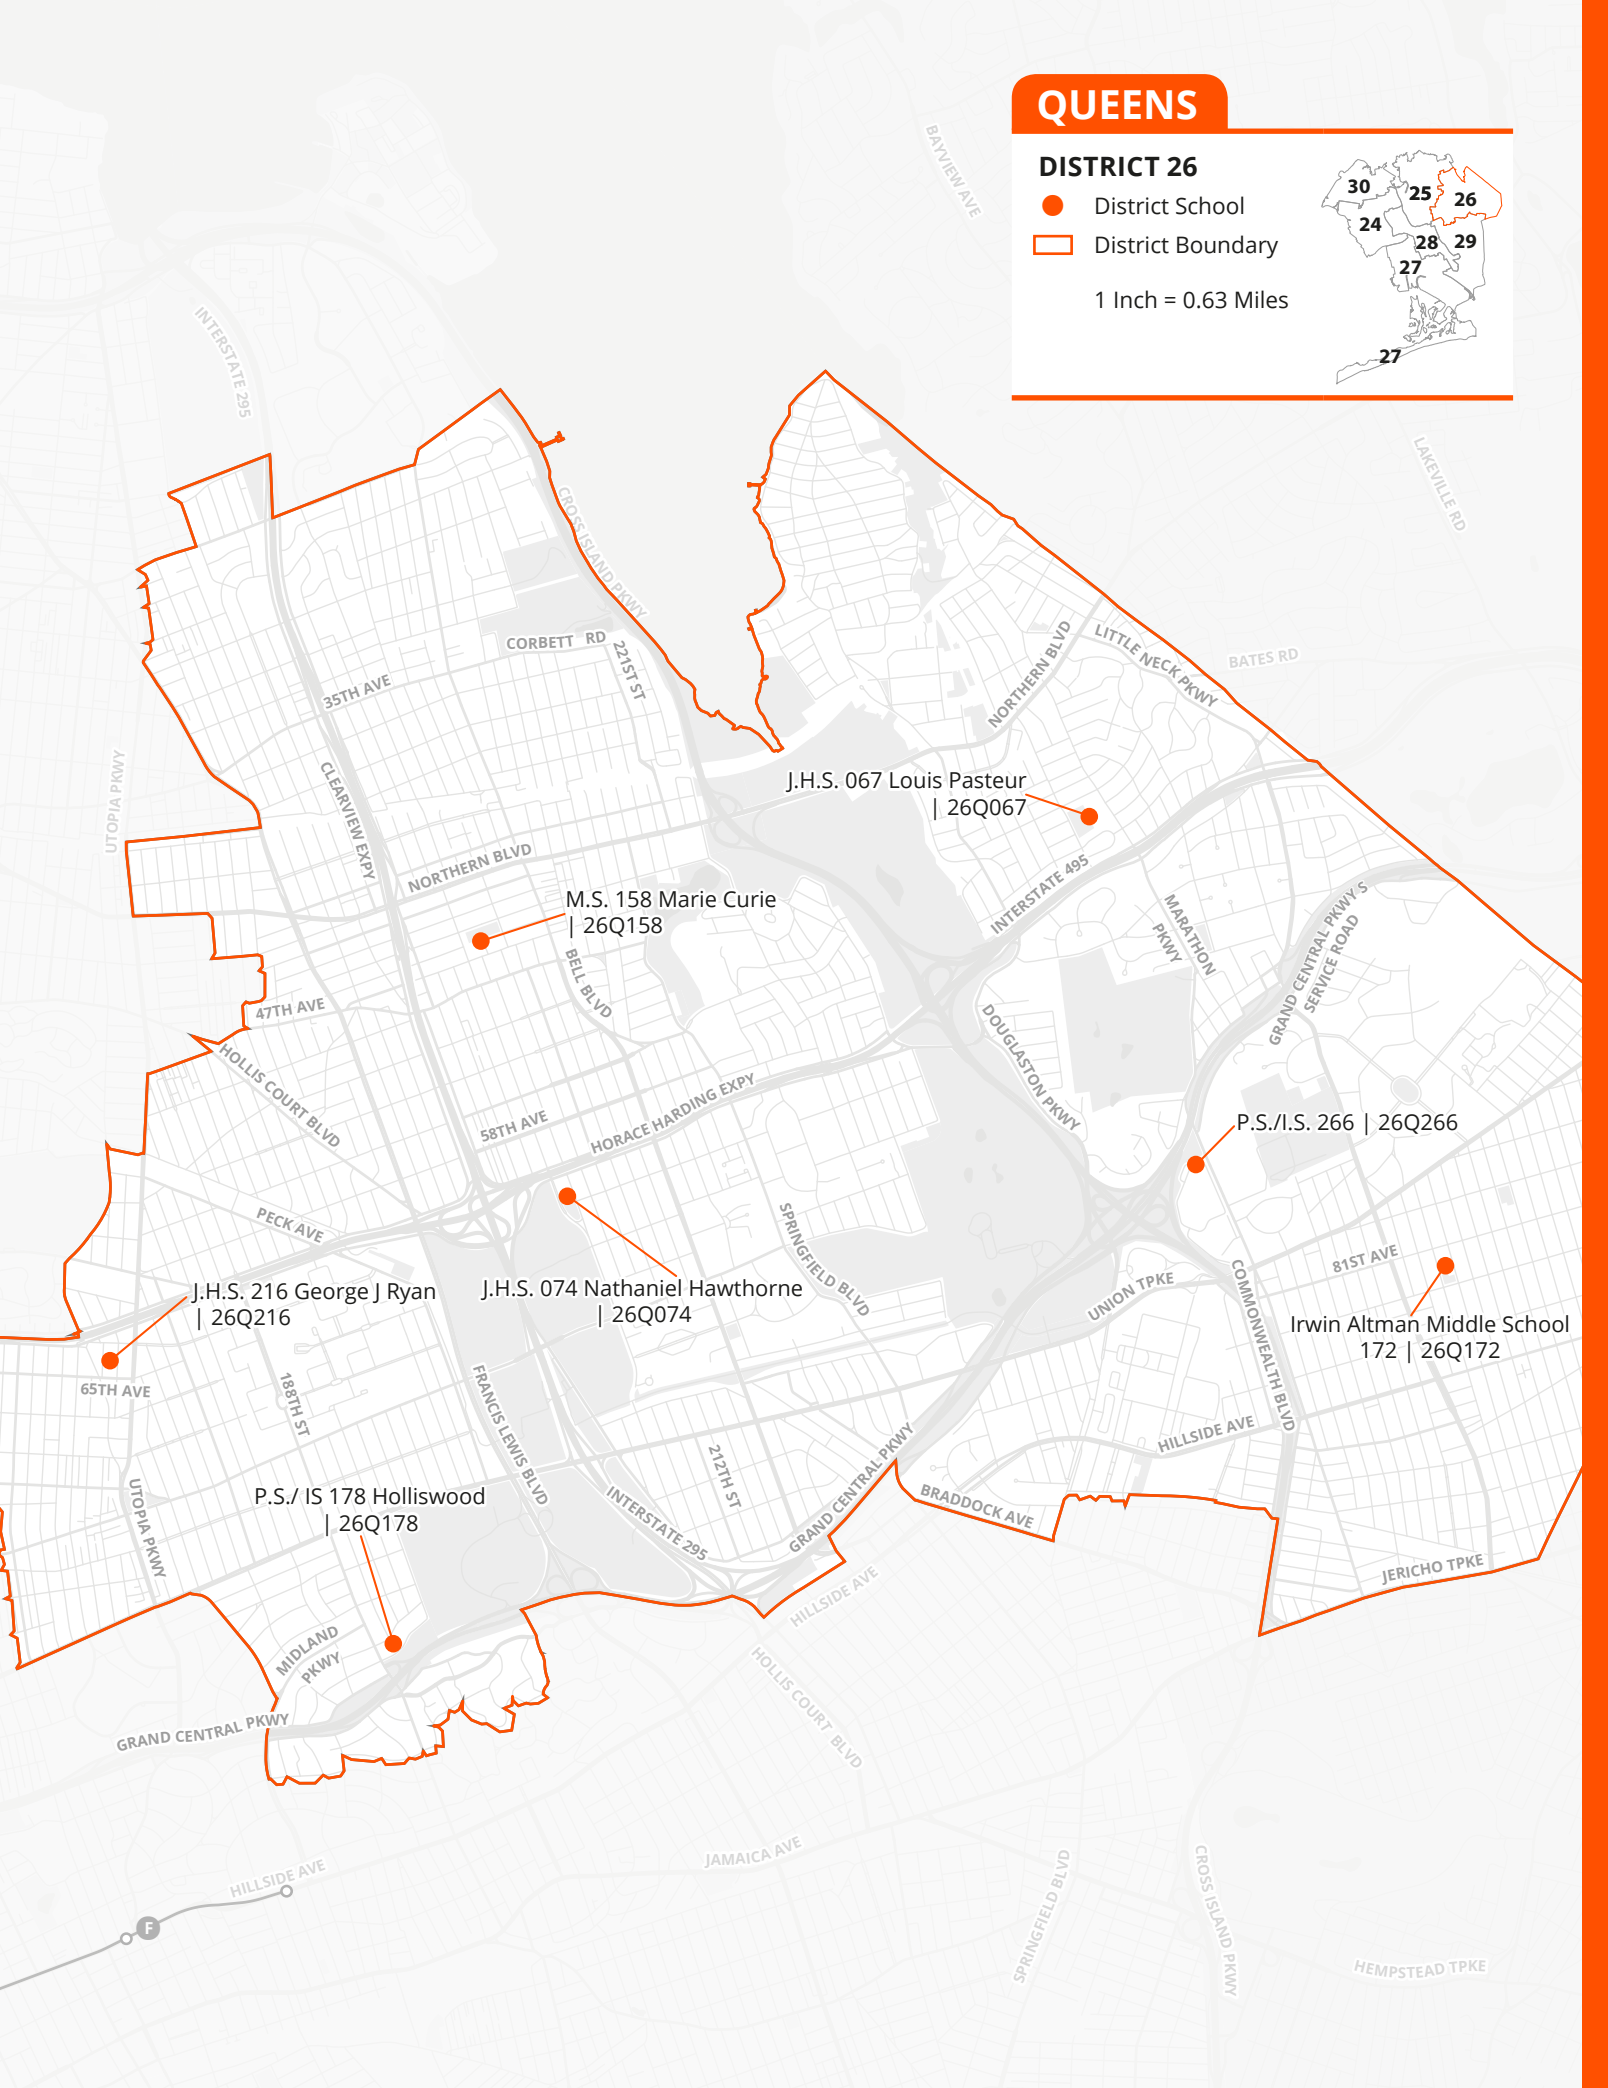 QUEENS
DISTRICT 26
District School
District Boundary
1 Inch = 0.63 Miles
30
25
26
24
28
29
27
27
BAYVIEW AVE
INTERSTATE 295
LAKEVILLE RD
CROSS ISLAND PKWY
CORBETT RD
221ST ST
35TH AVE
NORTHERN BLVD
LITTLE NECK PKWY
BATES RD
UTOPIA PKWY
CLEARVIEW EXPY
J.H.S. 067 Louis Pasteur
| 26Q067
NORTHERN BLVD
INTERSTATE 495
M.S. 158 Marie Curie
| 26Q158
MARATHON
PKWY
GRAND CENTRAL PKWY S
SERVICE ROAD
BELL BLVD
47TH AVE
DOUGLASTON PKWY
HOLLIS COURT BLVD
58TH AVE
HORACE HARDING EXPY
P.S./I.S. 266 | 26Q266
PECK AVE
SPRINGFIELD BLVD
81ST AVE
UNION TPKE
COMMONWEALTH BLVD
J.H.S. 216 George J Ryan
| 26Q216
J.H.S. 074 Nathaniel Hawthorne
| 26Q074
Irwin Altman Middle School
172 | 26Q172
65TH AVE
188TH ST
FRANCIS LEWIS BLVD
HILLSIDE AVE
212TH ST
GRAND CENTRAL PKWY
UTOPIA PKWY
P.S./ IS 178 Holliswood
| 26Q178
INTERSTATE 295
BRADDOCK AVE
JERICHO TPKE
HILLSIDE AVE
MIDLAND
PKWY
HOLLIS COURT BLVD
GRAND CENTRAL PKWY
JAMAICA AVE
HILLSIDE AVE
SPRINGFIELD BLVD
CROSS ISLAND PKWY
F
HEMPSTEAD TPKE